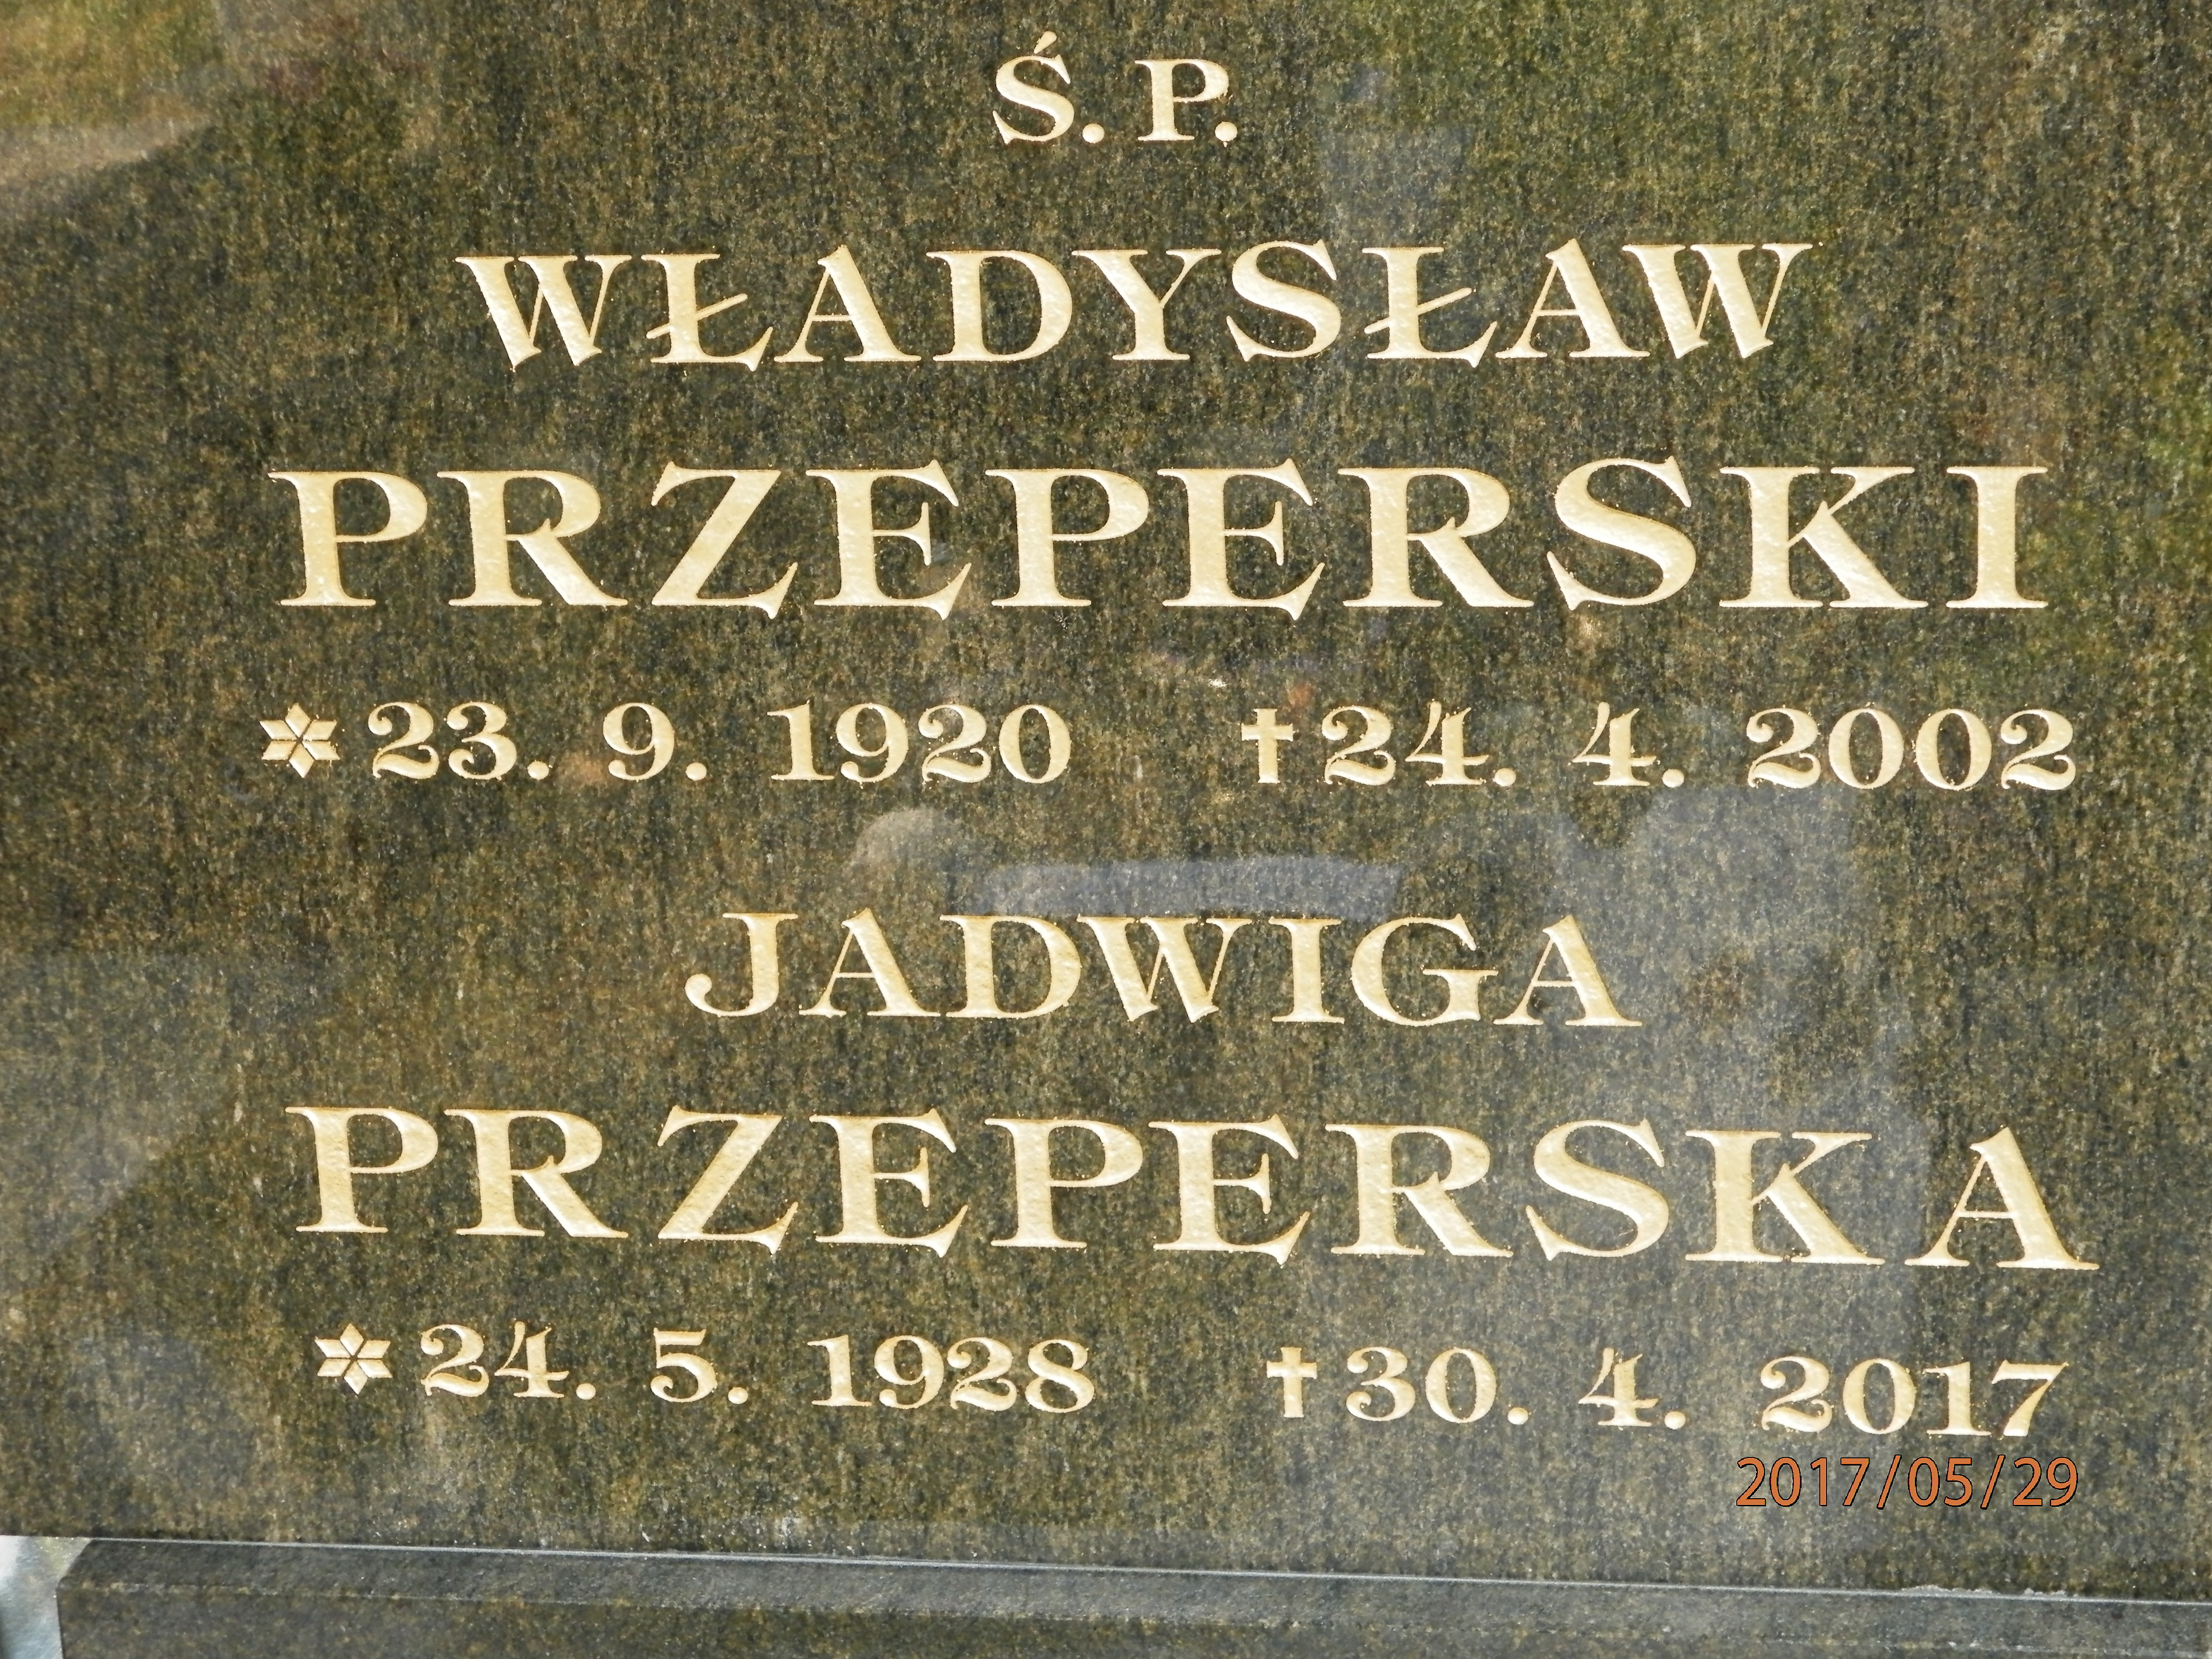 Ś. P.
WŁADYSŁAW
PRZEPERSKI
✲ 23. 9. 1920 ✝ 24. 4. 2002
JADWIGA
PRZEPERSKA
✲ 24. 5. 1928 ✝ 30. 4. 2017
2017/05/29